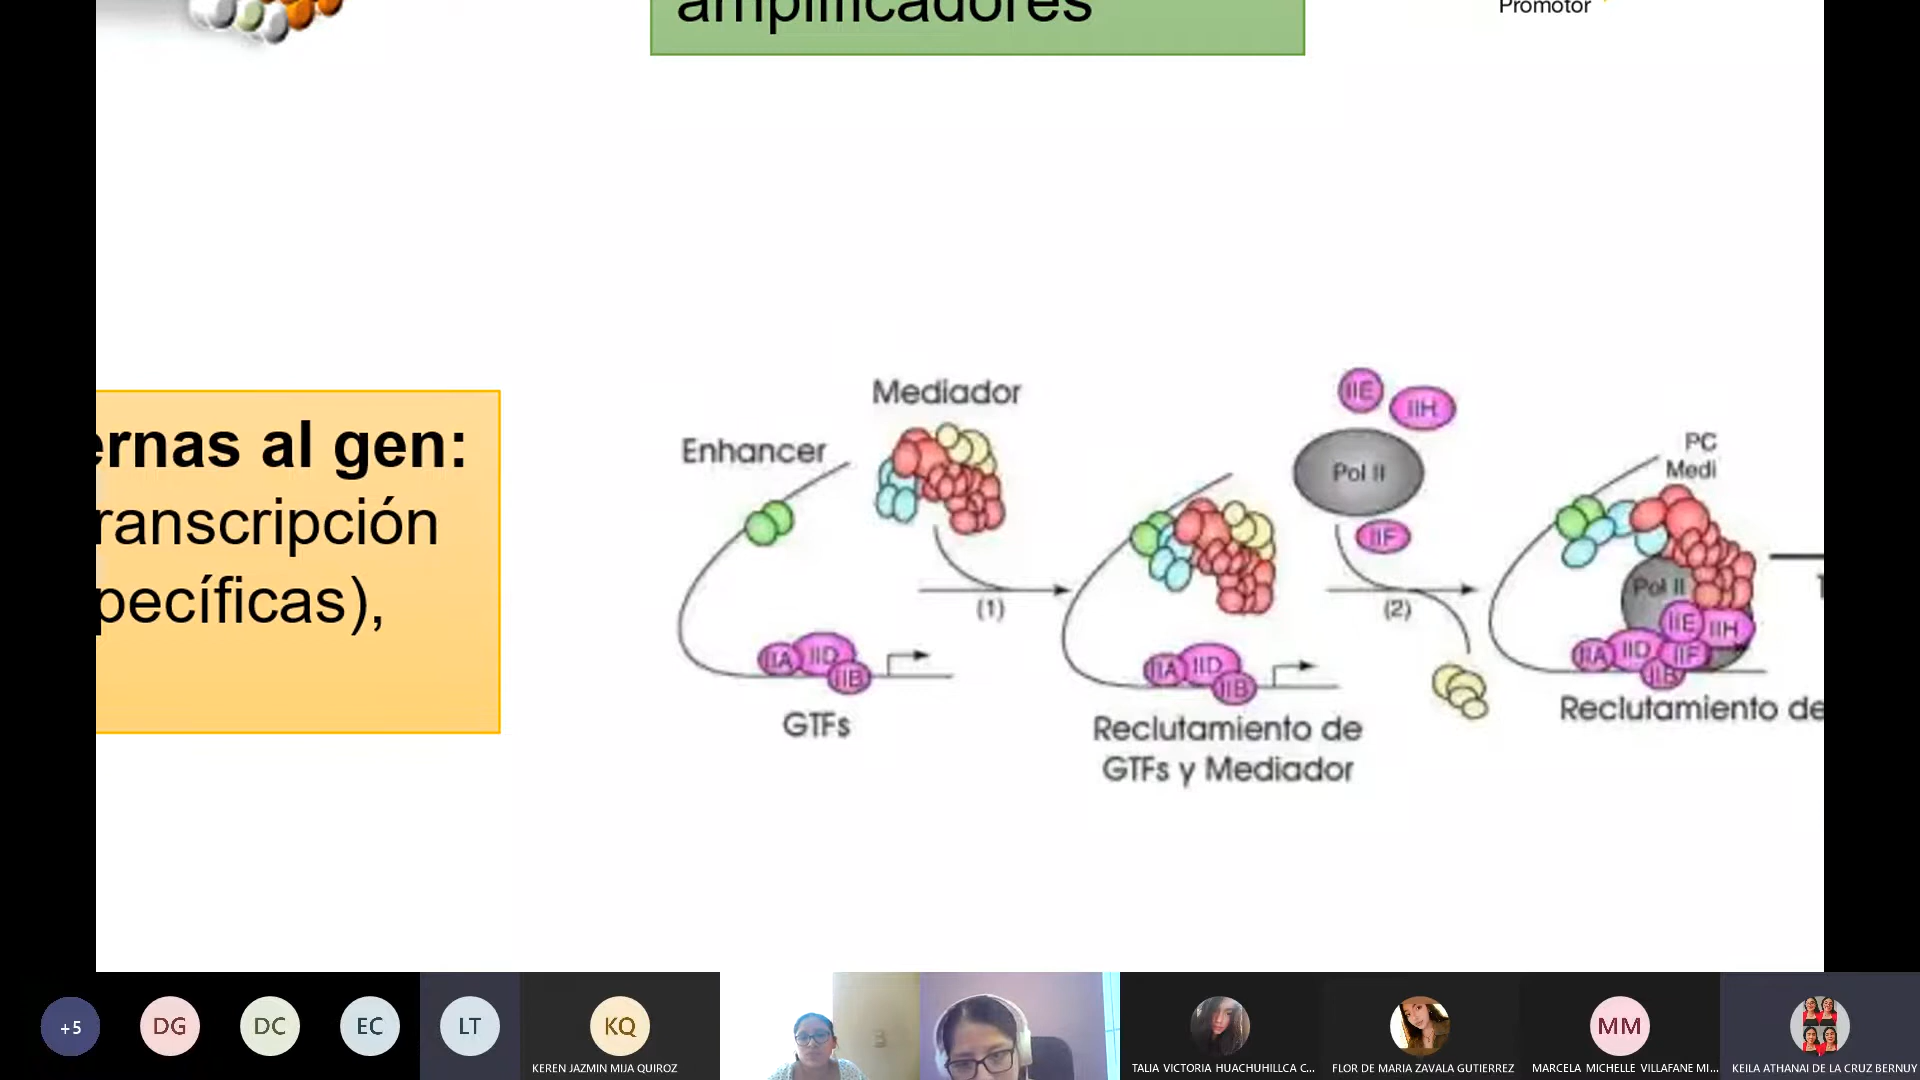 amplificadores
Promotor
ernas al gen:
ranscripción
pecíficas),
Mediador
Enhancer
IIA
IID
IIB
GTFs
(1)
IIA
IID
IIB
Reclutamiento de
GTFs y Mediador
IIE
IIH
Pol II
IIF
(2)
PC
Medi
Pol II
IIE
IIH
IIA
IID
IIF
IIB
Reclutamiento de
+5
DG
DC
EC
LT
KQ
KEREN JAZMIN MIJA QUIROZ
TALIA VICTORIA HUACHUHILLCA C...
FLOR DE MARIA ZAVALA GUTIERREZ
MM
MARCELA MICHELLE VILLAFANE MI...
KEILA ATHANAI DE LA CRUZ BERNUY